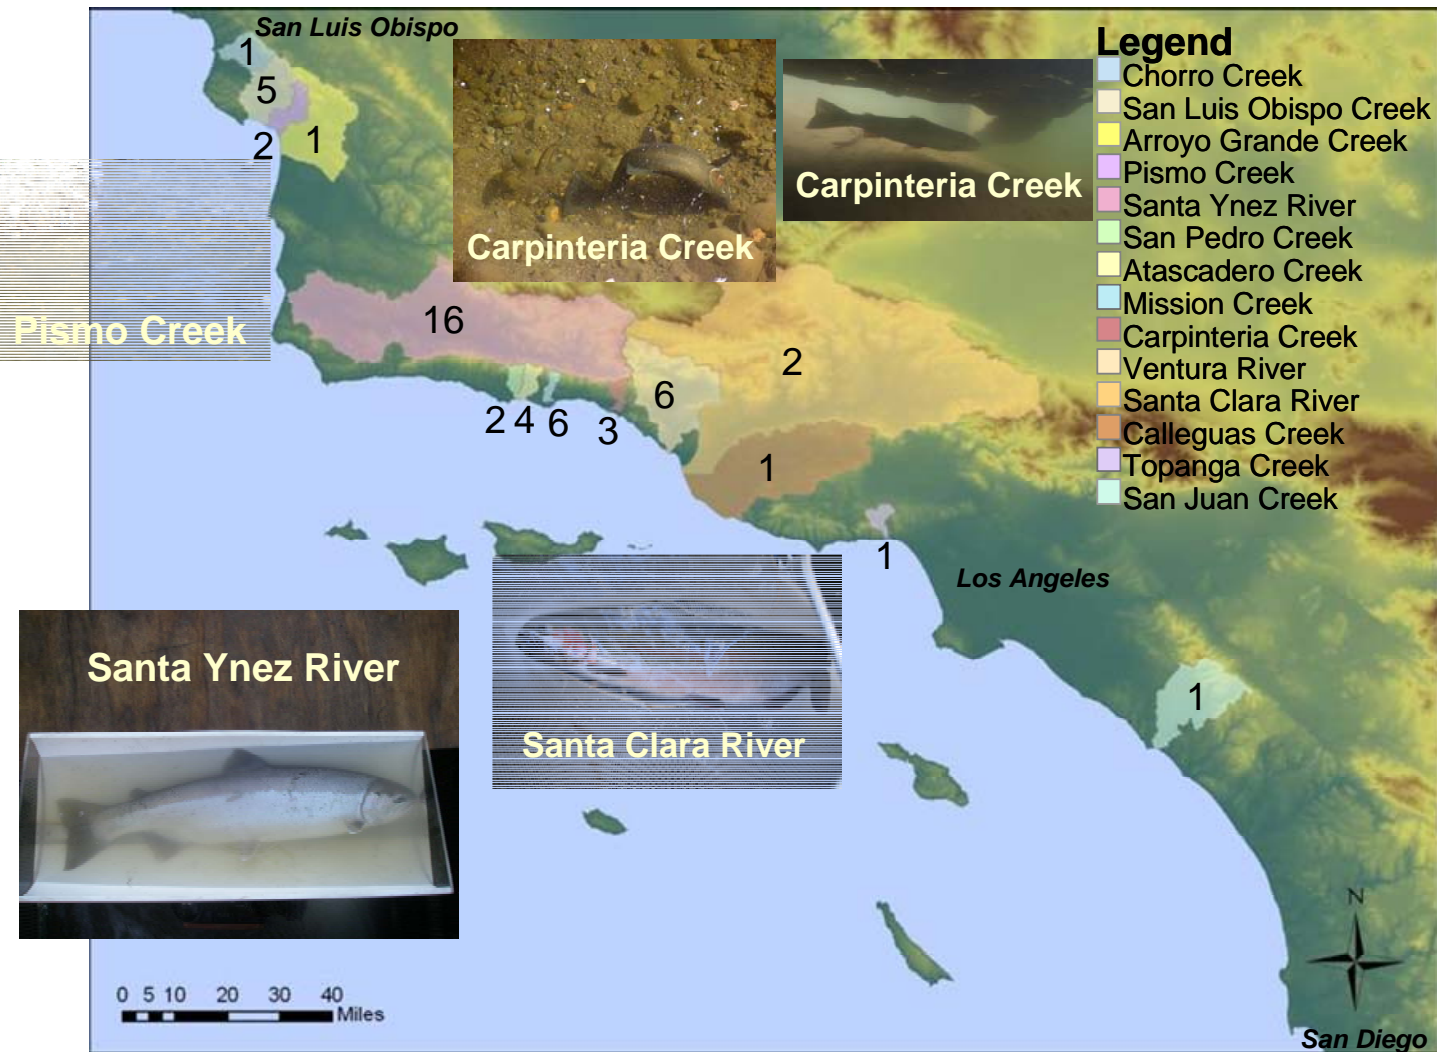 San Luis Obispo
1
5
2
1
Carpinteria Creek
Carpinteria Creek
Legend
Chorro Creek
San Luis Obispo Creek
Arroyo Grande Creek
Pismo Creek
Santa Ynez River
San Pedro Creek
Atascadero Creek
Mission Creek
Carpinteria Creek
Ventura River
Santa Clara River
Calleguas Creek
Topanga Creek
San Juan Creek
Pismo Creek
16
2
6
2 4 6 3
1
1
Los Angeles
1
Santa Ynez River
Santa Clara River
N
0 5 10 20 30 40
Miles
San Diego